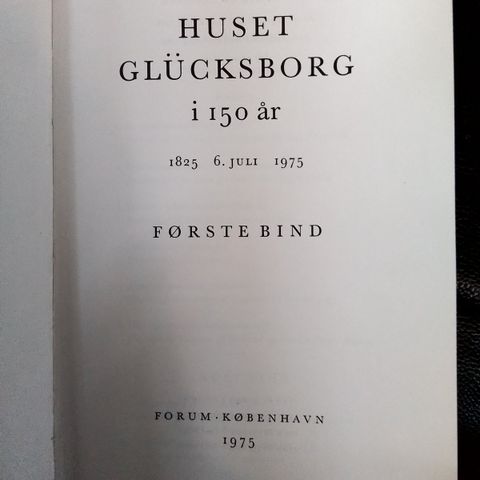 HUSET
GLÜCKSBORG
i 150 år
1825 6. JULI 1975
FØRSTE BIND
FORUM · KØBENHAVN
1975